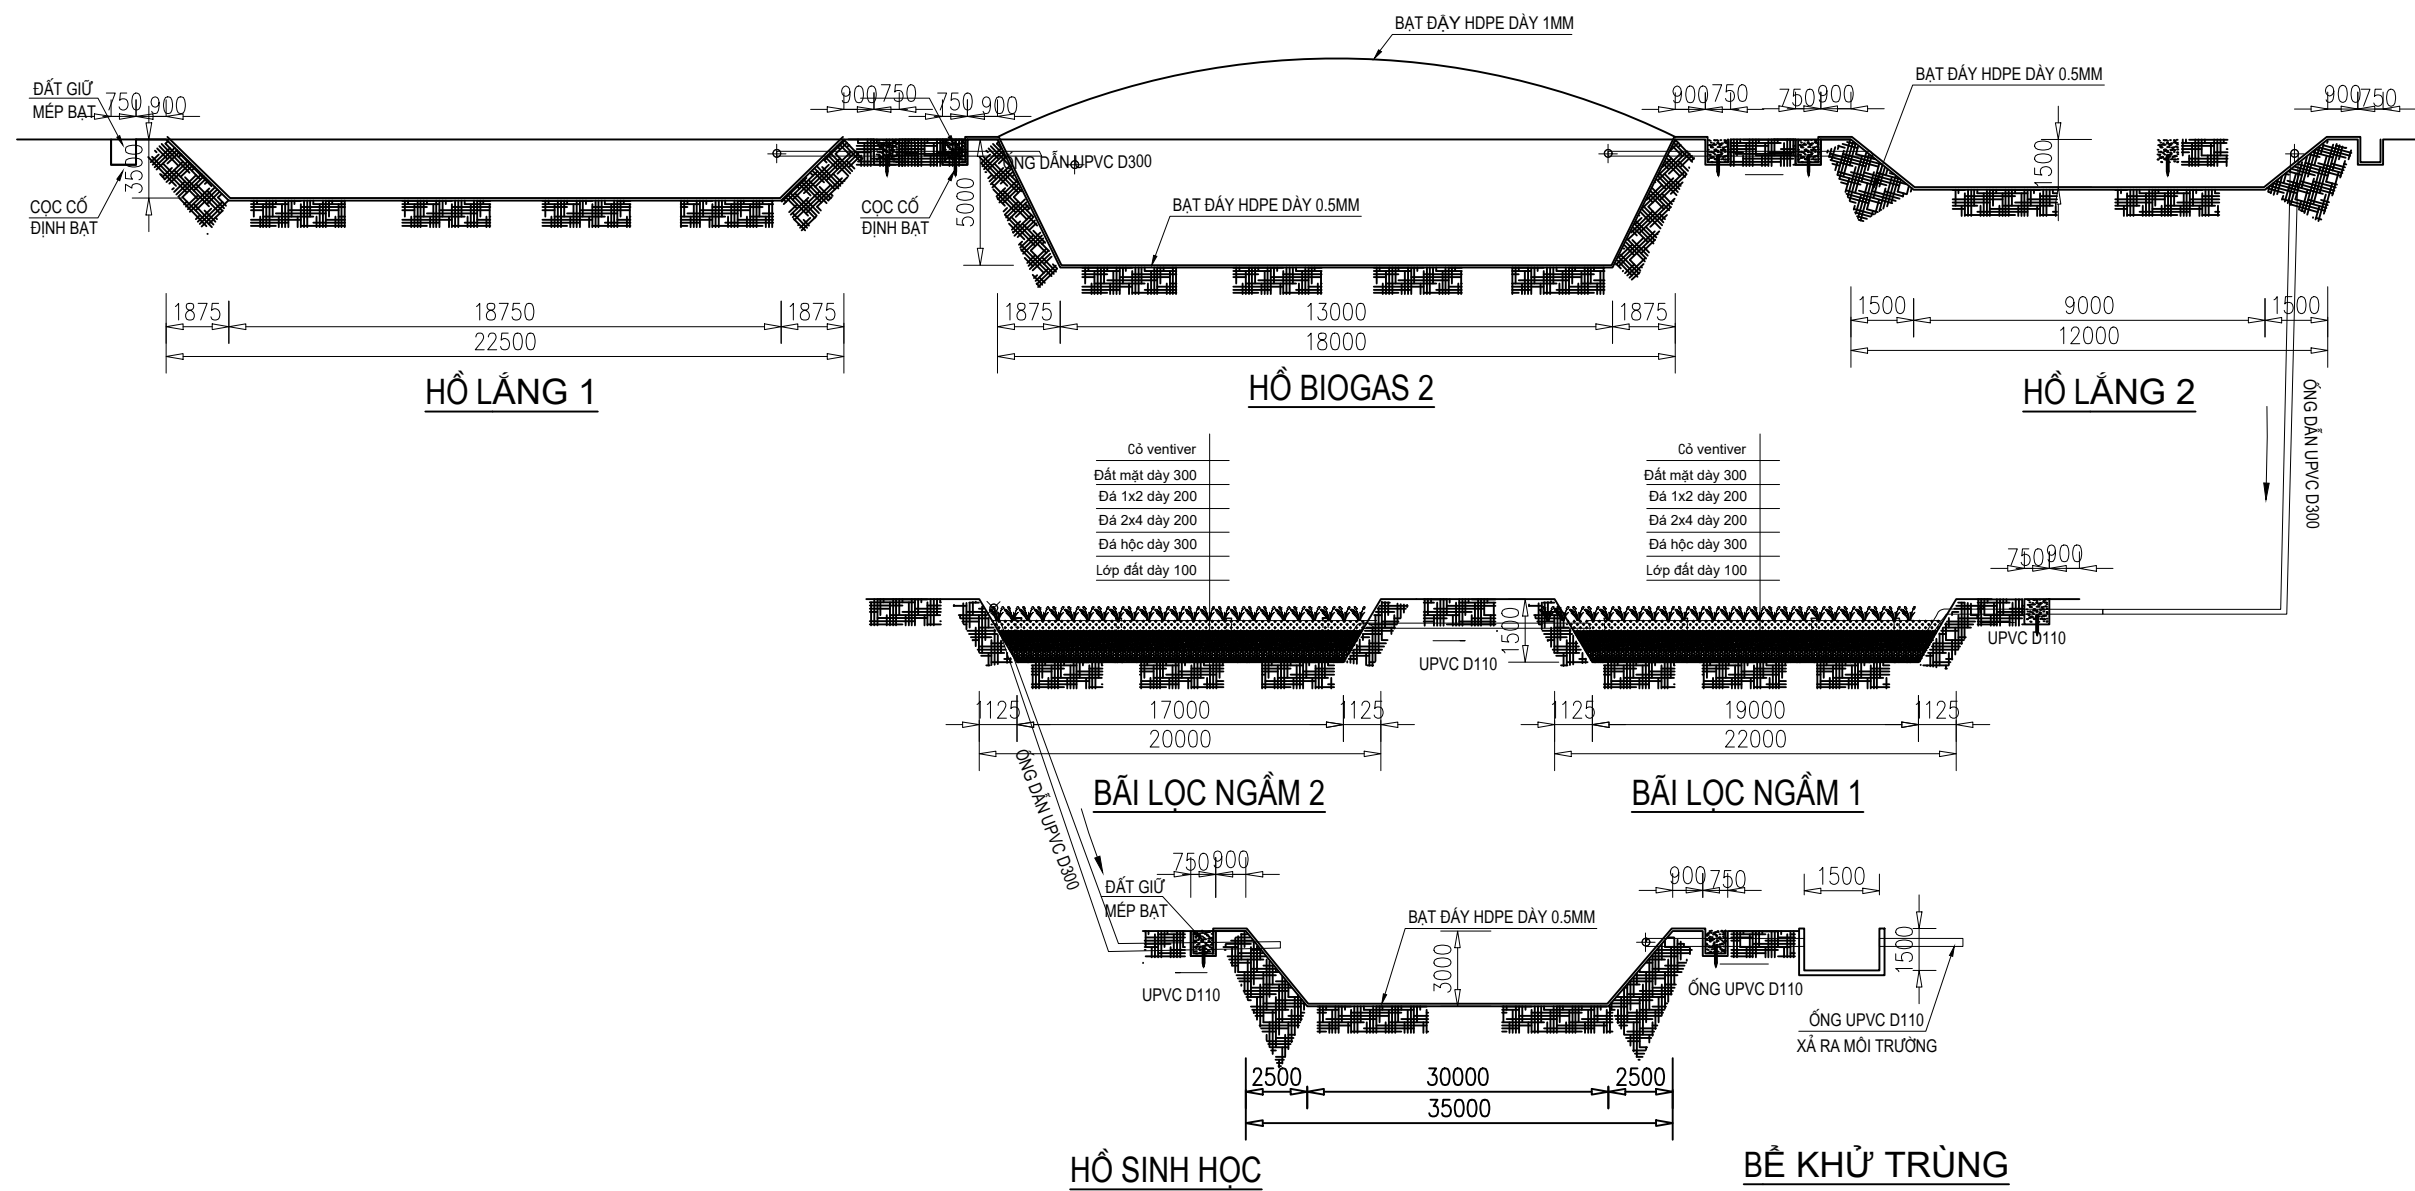 BẠT ĐẬY HDPE DÀY 1MM
ĐẤT GIỮ
MÉP BẠT
750 900
900 750
750 900
900 750
750 900
BẠT ĐÁY HDPE DÀY 0.5MM
900 750
3500
CỌC CỐ
ĐỊNH BẠT
CỌC CỐ
ĐỊNH BẠT
ỐNG DẪN UPVC D300
5000
BẠT ĐÁY HDPE DÀY 0.5MM
1500
1875 18750 1875
22500
HỒ LẮNG 1
1875 13000 1875
18000
HỒ BIOGAS 2
1500 9000 1500
12000
HỒ LẮNG 2
ỐNG DẪN UPVC D300
Cỏ ventiver
Đất mặt dày 300
Đá 1x2 dày 200
Đá 2x4 dày 200
Đá hộc dày 300
Lớp đất dày 100
Cỏ ventiver
Đất mặt dày 300
Đá 1x2 dày 200
Đá 2x4 dày 200
Đá hộc dày 300
Lớp đất dày 100
750 900
1500
UPVC D110
UPVC D110
1125 17000 1125
20000
BÃI LỌC NGẦM 2
1125 19000 1125
22000
BÃI LỌC NGẦM 1
ỐNG DẪN UPVC D300
750 900
ĐẤT GIỮ
MÉP BẠT
BẠT ĐÁY HDPE DÀY 0.5MM
900 750
1500
3000
1500
UPVC D110
ỐNG UPVC D110
ỐNG UPVC D110
XẢ RA MÔI TRƯỜNG
2500 30000 2500
35000
HỒ SINH HỌC
BỂ KHỬ TRÙNG